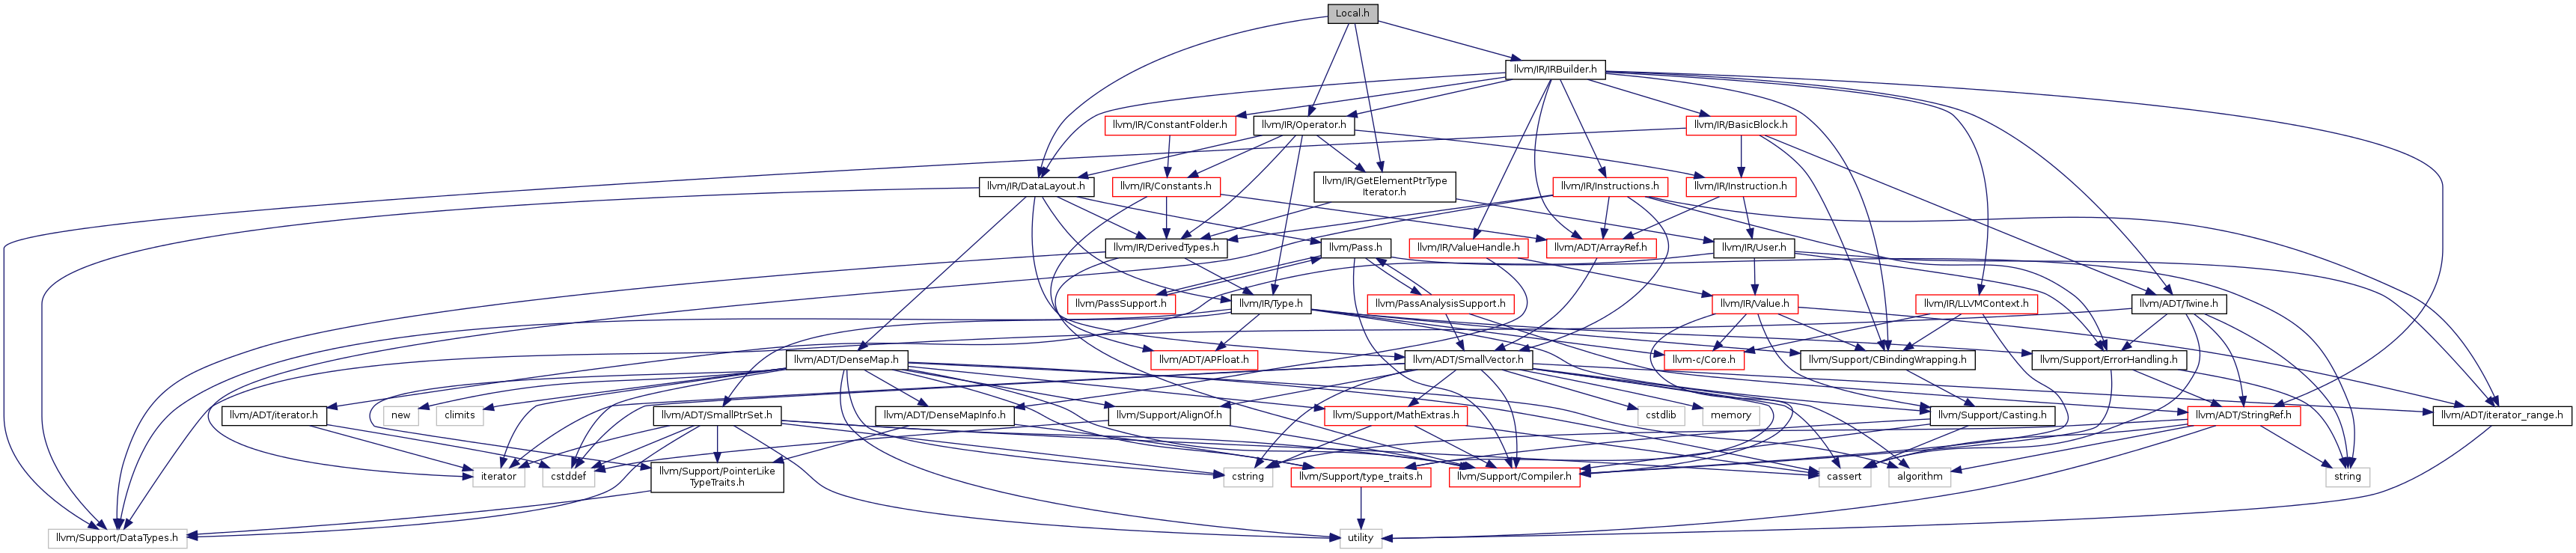 Local.h
llvm/IR/IRBuilder.h
llvm/IR/ConstantFolder.h
llvm/IR/Operator.h
llvm/IR/BasicBlock.h
llvm/IR/DataLayout.h
llvm/IR/Constants.h
llvm/IR/GetElementPtrType
Iterator.h
llvm/IR/Instructions.h
llvm/IR/Instruction.h
llvm/IR/DerivedTypes.h
llvm/Pass.h
llvm/IR/ValueHandle.h
llvm/ADT/ArrayRef.h
llvm/IR/User.h
llvm/PassSupport.h
llvm/IR/Type.h
llvm/PassAnalysisSupport.h
llvm/IR/Value.h
llvm/IR/LLVMContext.h
llvm/ADT/Twine.h
llvm/ADT/DenseMap.h
llvm/ADT/APFloat.h
llvm/ADT/SmallVector.h
llvm-c/Core.h
llvm/Support/CBindingWrapping.h
llvm/Support/ErrorHandling.h
llvm/ADT/iterator.h
new
climits
llvm/ADT/SmallPtrSet.h
llvm/ADT/DenseMapInfo.h
llvm/Support/AlignOf.h
llvm/Support/MathExtras.h
cstdlib
memory
llvm/Support/Casting.h
llvm/ADT/StringRef.h
llvm/ADT/iterator_range.h
iterator
cstddef
llvm/Support/PointerLike
TypeTraits.h
cstring
llvm/Support/type_traits.h
llvm/Support/Compiler.h
cassert
algorithm
string
llvm/Support/DataTypes.h
utility